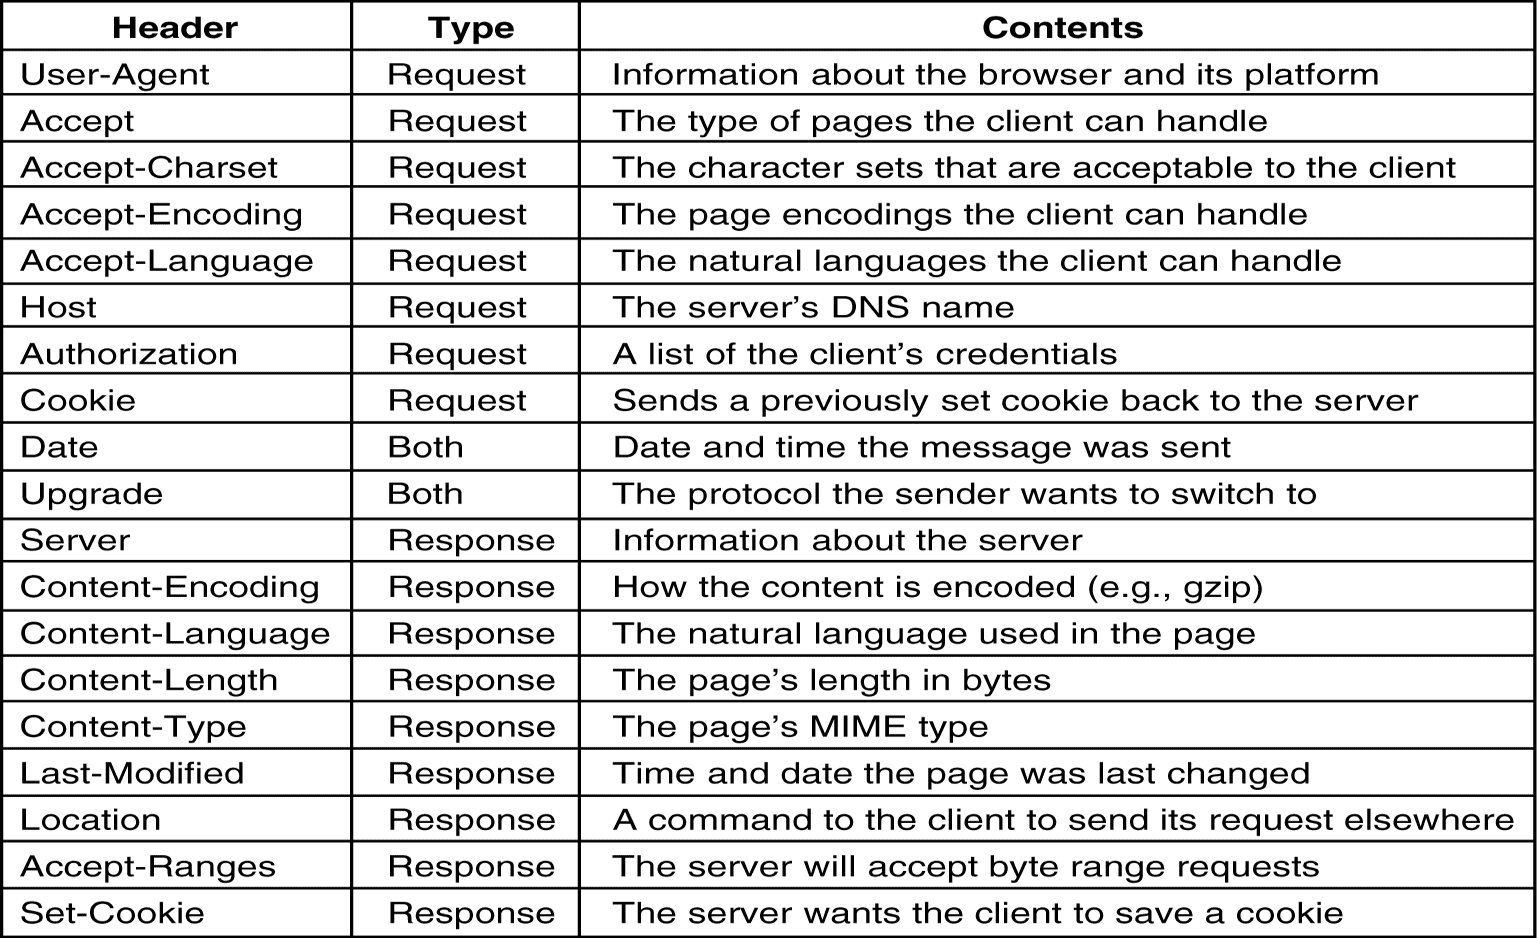 Header Type Contents
User-Agent Request Information about the browser and its platform
Accept Request The type of pages the client can handle
Accept-Charset Request The character sets that are acceptable to the client
Accept-Encoding Request The page encodings the client can handle
Accept-Language Request The natural languages the client can handle
Host Request The server’s DNS name
Authorization Request A list of the client’s credentials
Cookie Request Sends a previously set cookie back to the server
Date Both Date and time the message was sent
Upgrade Both The protocol the sender wants to switch to
Server Response Information about the server
Content-Encoding Response How the content is encoded (e.g., gzip)
Content-Language Response The natural language used in the page
Content-Length Response The page’s length in bytes
Content-Type Response The page’s MIME type
Last-Modified Response Time and date the page was last changed
Location Response A command to the client to send its request elsewhere
Accept-Ranges Response The server will accept byte range requests
Set-Cookie Response The server wants the client to save a cookie